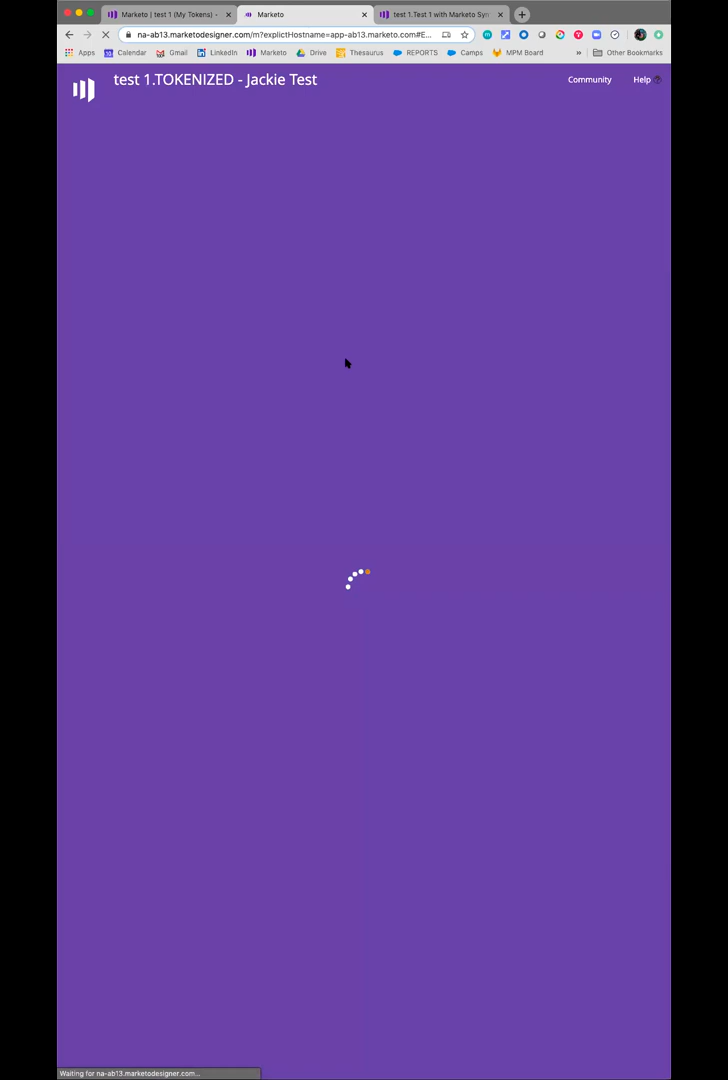 Marketo | test 1 (My Tokens) -
Marketo
test 1.Test 1 with Marketo Syn
na-ab13.marketodesigner.com/m?explictHostname=app-ab13.marketo.com#E...
Apps
Calendar
Gmail
LinkedIn
Marketo
Drive
Thesaurus
REPORTS
Camps
MPM Board
»
Other Bookmarks
test 1.TOKENIZED - Jackie Test
Community
Help
Waiting for na-ab13.marketodesigner.com...